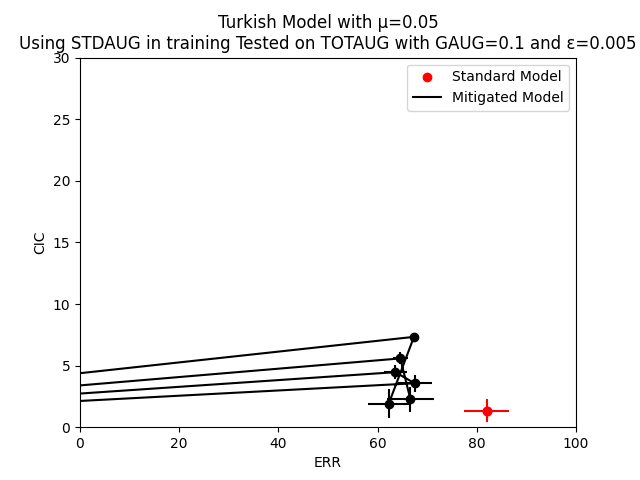 Turkish Model with μ=0.05
Using STDAUG in training Tested on TOTAUG with GAUG=0.1 and ε=0.005
Standard Model
Mitigated Model
30
25
20
15
10
5
0
CIC
0 20 40 60 80 100
ERR